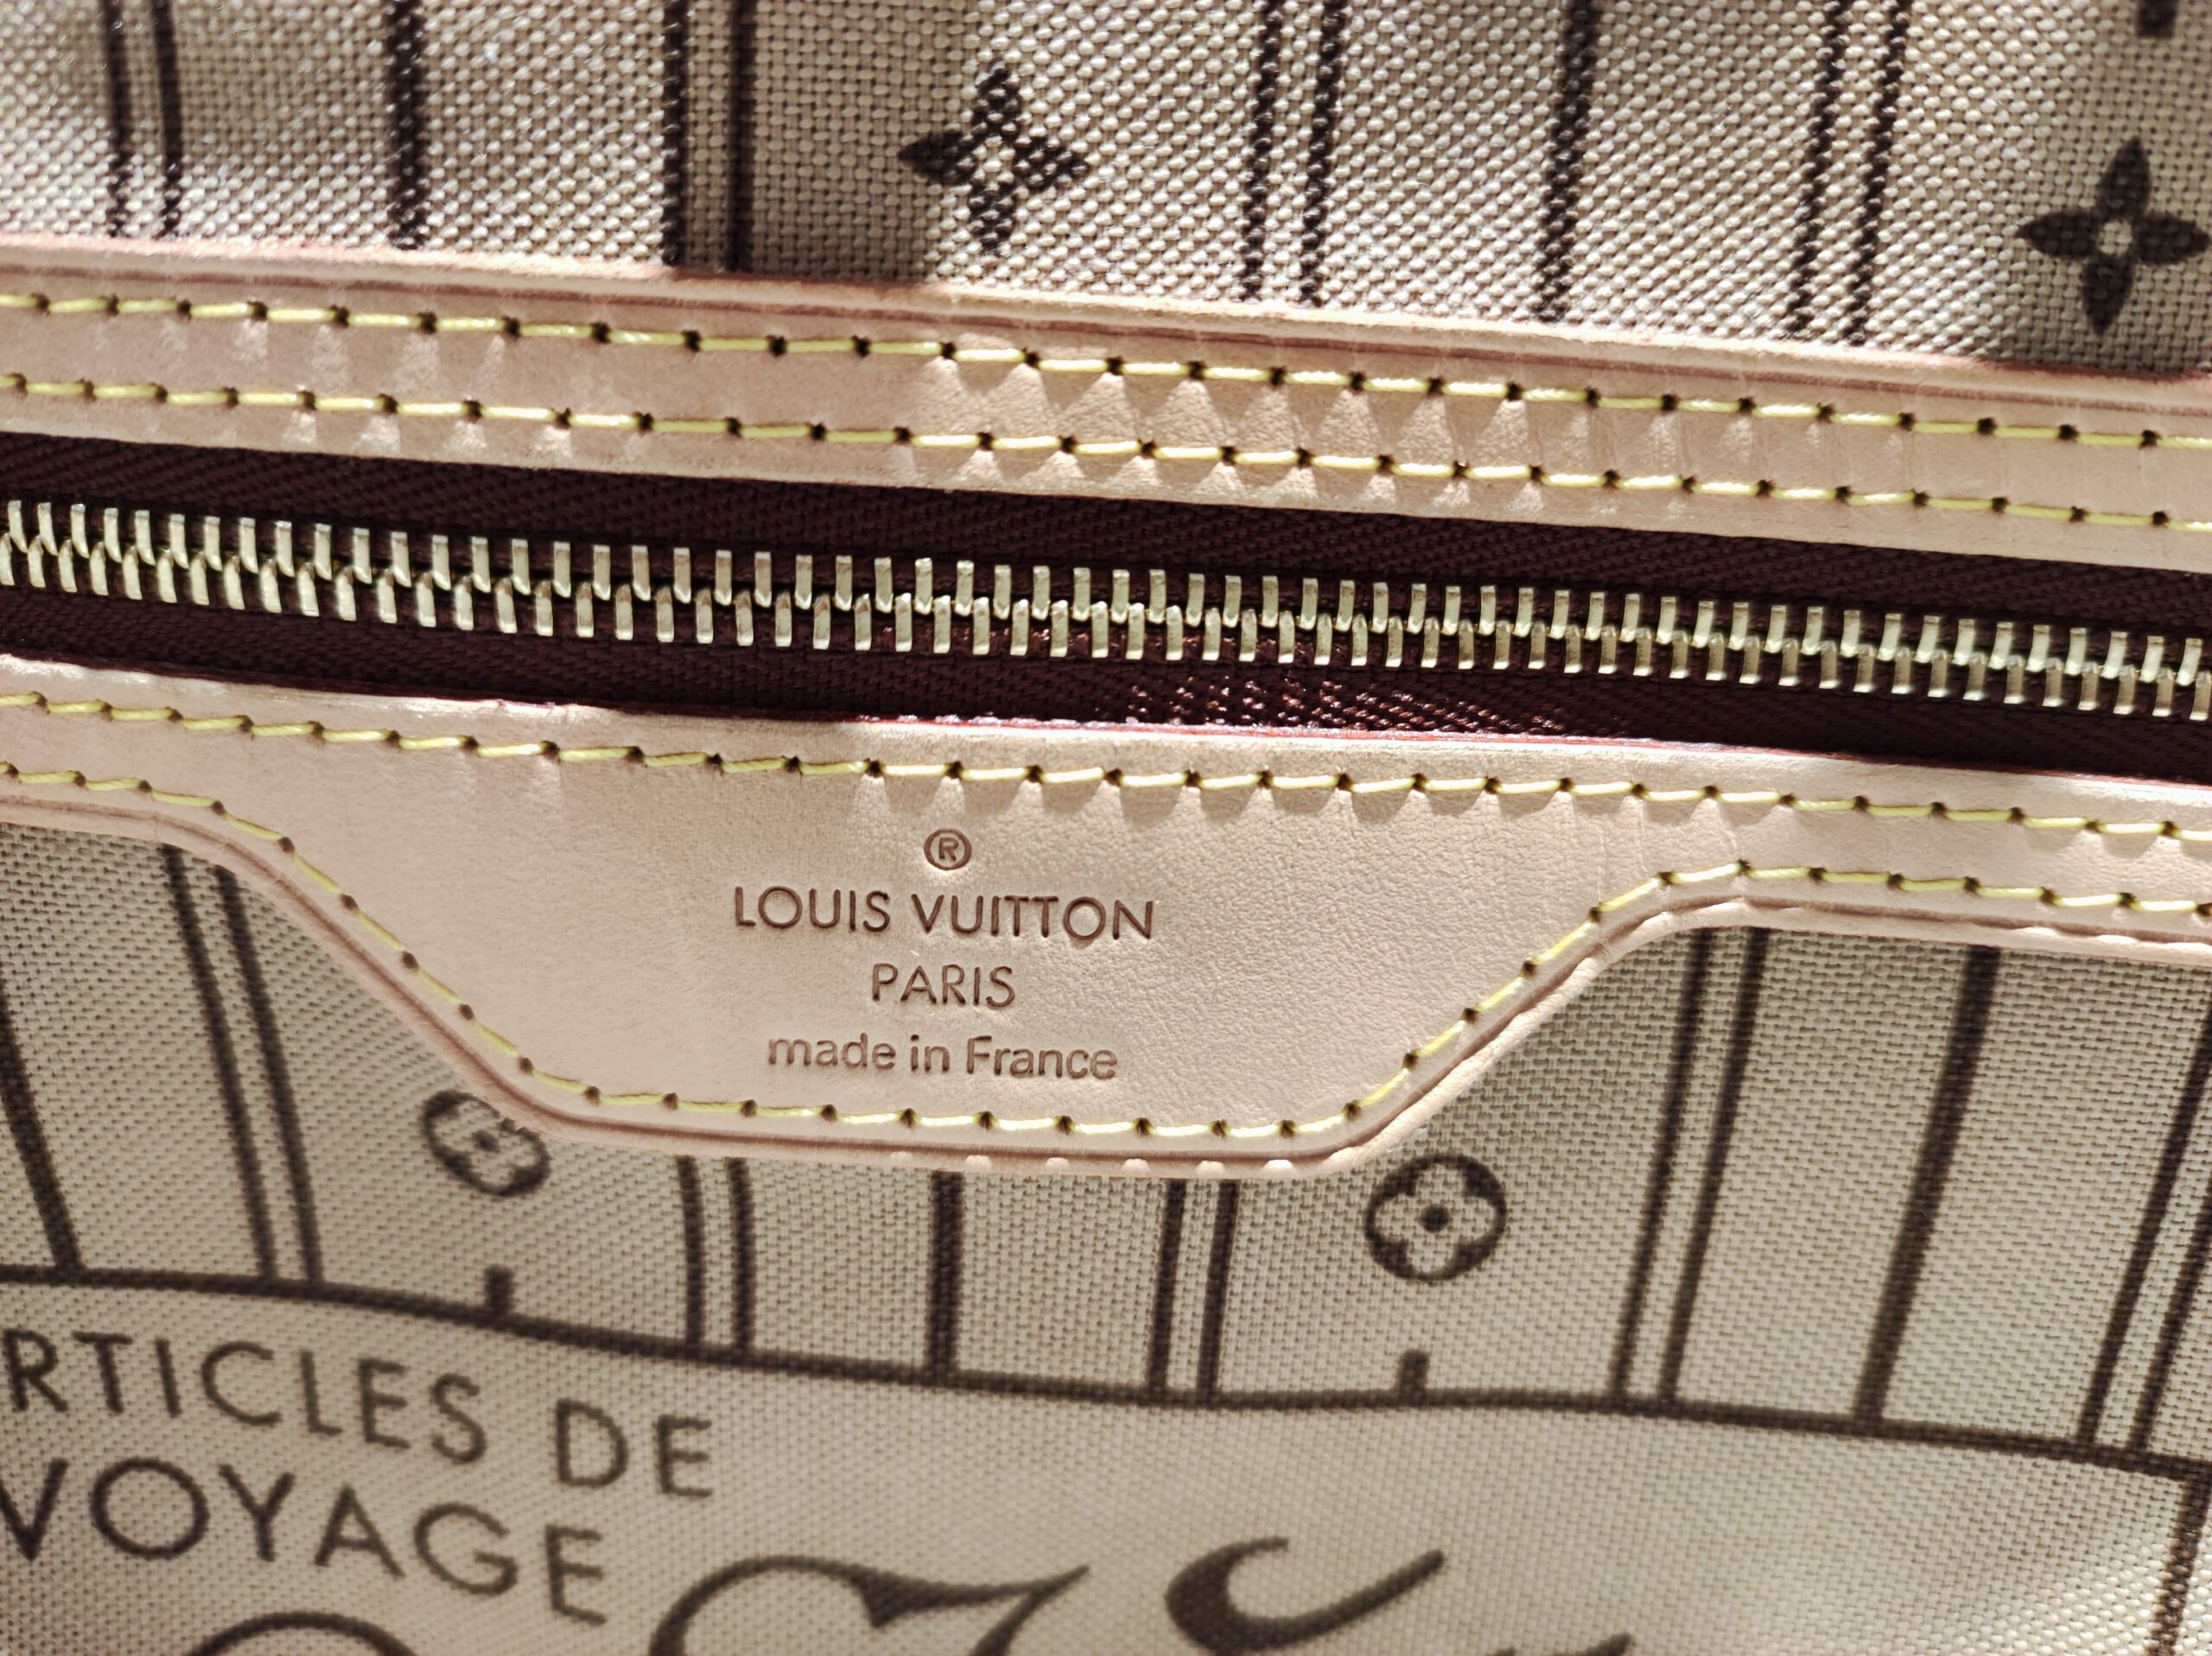 ®
LOUIS VUITTON
PARIS
made in France
RTICLES DE
VOYAGE